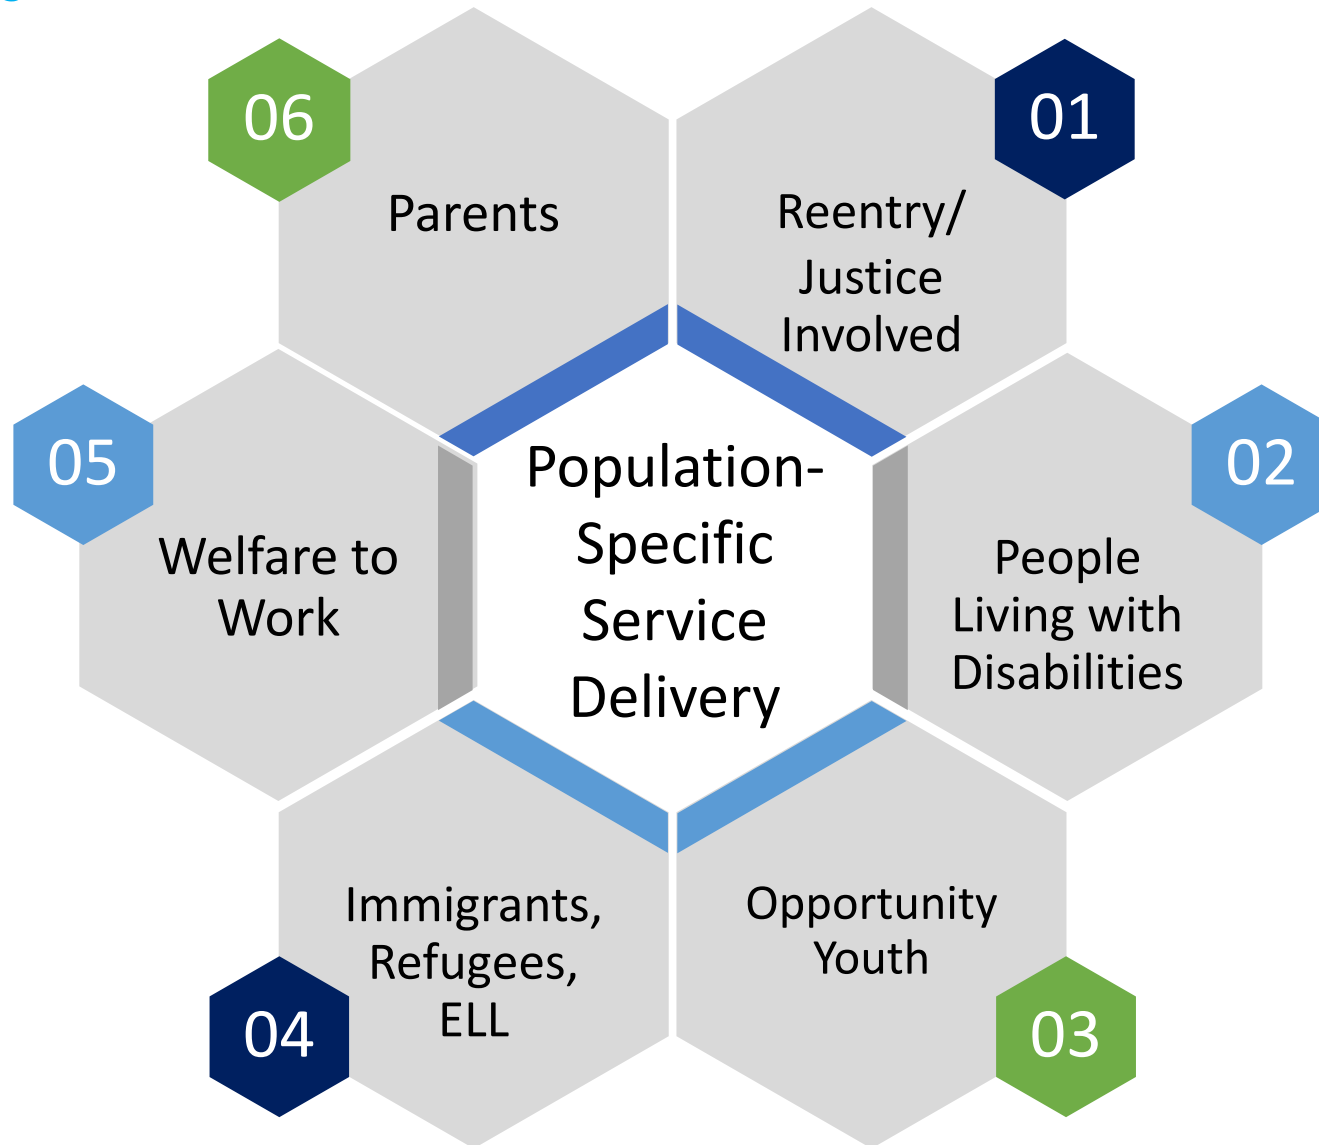 06
Parents
01
Reentry/
Justice
Involved
05
Welfare to
Work
Population-
Specific
Service
Delivery
02
People
Living with
Disabilities
04
Immigrants,
Refugees,
ELL
03
Opportunity
Youth